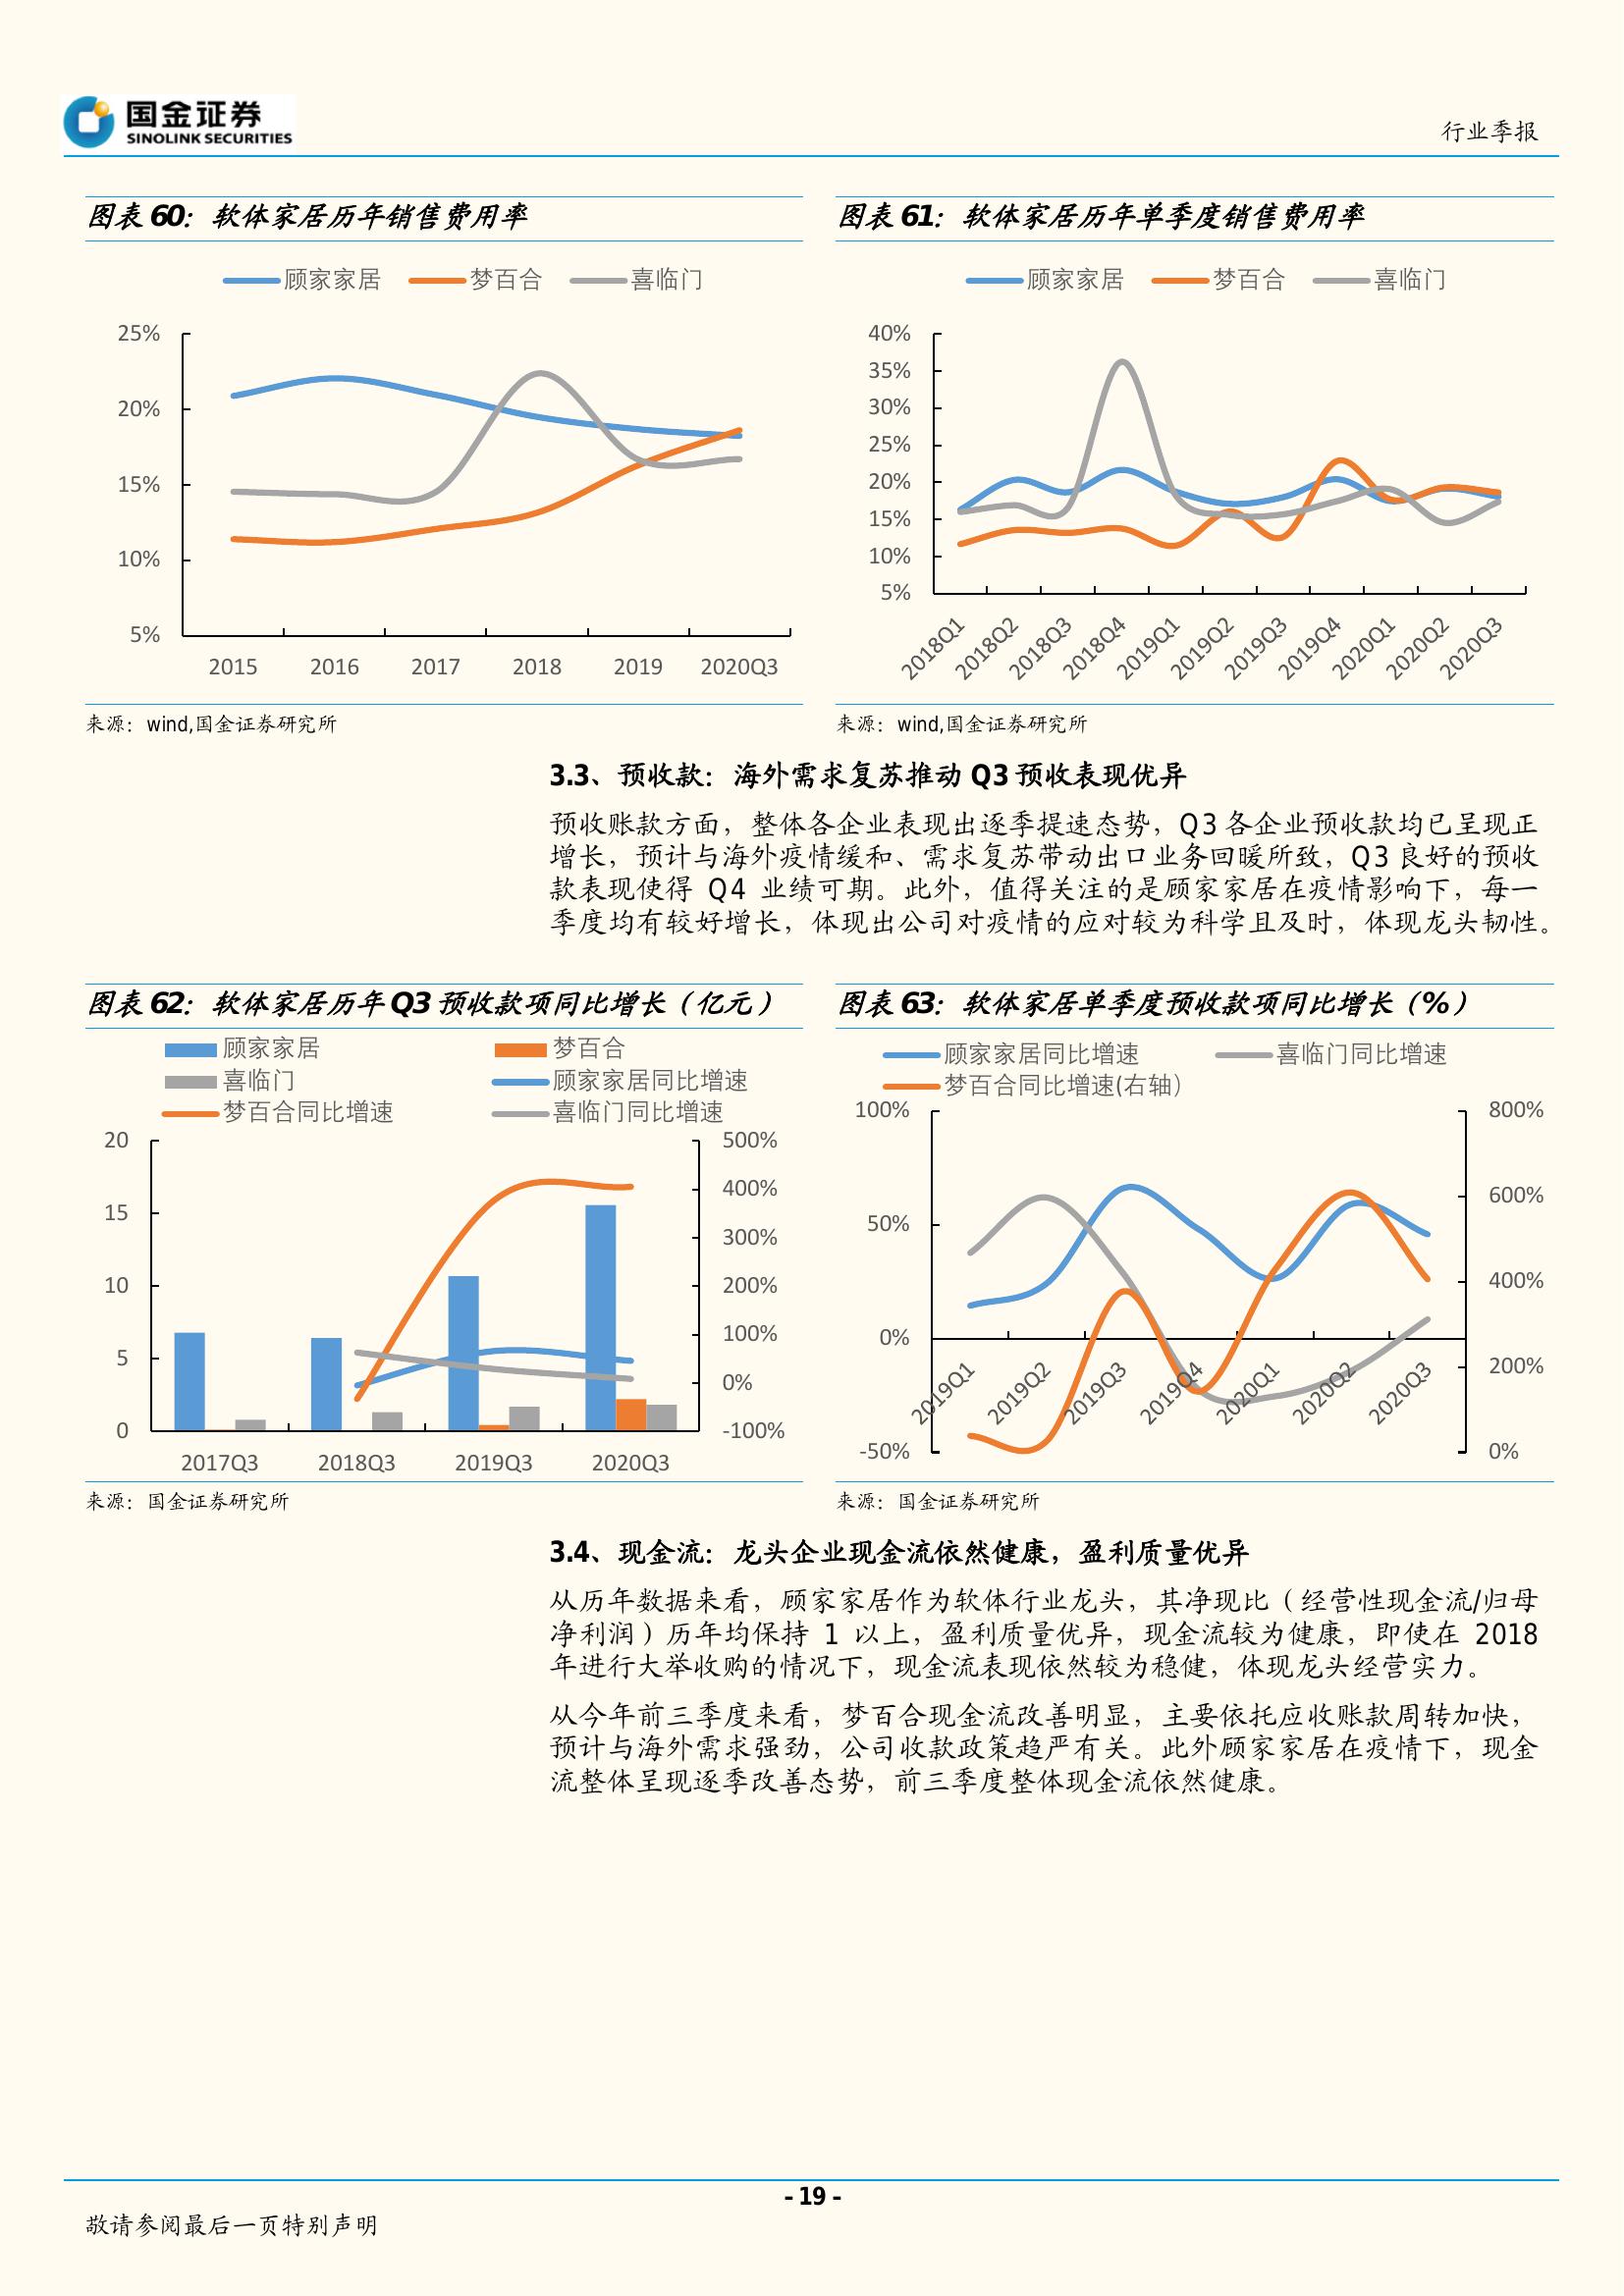 国金证券
SINOLINK SECURITIES
行业季报
图表 60：软体家居历年销售费用率
顾家家居 梦百合 喜临门
25%
20%
15%
10%
5%
2015 2016 2017 2018 2019 2020Q3
来源：wind,国金证券研究所
图表 61：软体家居历年单季度销售费用率
顾家家居 梦百合 喜临门
40%
35%
30%
25%
20%
15%
10%
5%
2018Q1 2018Q2 2018Q3 2018Q4 2019Q1 2019Q2 2019Q3 2019Q4 2020Q1 2020Q2 2020Q3
来源：wind,国金证券研究所
3.3、预收款：海外需求复苏推动 Q3 预收表现优异
预收账款方面，整体各企业表现出逐季提速态势，Q3 各企业预收款均已呈现正
增长，预计与海外疫情缓和、需求复苏带动出口业务回暖所致，Q3 良好的预收
款表现使得 Q4 业绩可期。此外，值得关注的是顾家家居在疫情影响下，每一
季度均有较好增长，体现出公司对疫情的应对较为科学且及时，体现龙头韧性。
图表 62：软体家居历年 Q3 预收款项同比增长（亿元）
顾家家居 梦百合
喜临门 顾家家居同比增速
梦百合同比增速 喜临门同比增速
20 500%
400%
15
300%
10 200%
100%
5
0%
0 -100%
2017Q3 2018Q3 2019Q3 2020Q3
来源：国金证券研究所
图表 63：软体家居单季度预收款项同比增长（%）
顾家家居同比增速 喜临门同比增速
梦百合同比增速(右轴）
100% 800%
600%
50%
400%
0%
200%
-50% 0%
2019Q1 2019Q2 2019Q3 2019Q4 2020Q1 2020Q2 2020Q3
来源：国金证券研究所
3.4、现金流：龙头企业现金流依然健康，盈利质量优异
从历年数据来看，顾家家居作为软体行业龙头，其净现比（经营性现金流/归母
净利润）历年均保持 1 以上，盈利质量优异，现金流较为健康，即使在 2018
年进行大举收购的情况下，现金流表现依然较为稳健，体现龙头经营实力。
从今年前三季度来看，梦百合现金流改善明显，主要依托应收账款周转加快，
预计与海外需求强劲，公司收款政策趋严有关。此外顾家家居在疫情下，现金
流整体呈现逐季改善态势，前三季度整体现金流依然健康。
- 19 -
敬请参阅最后一页特别声明